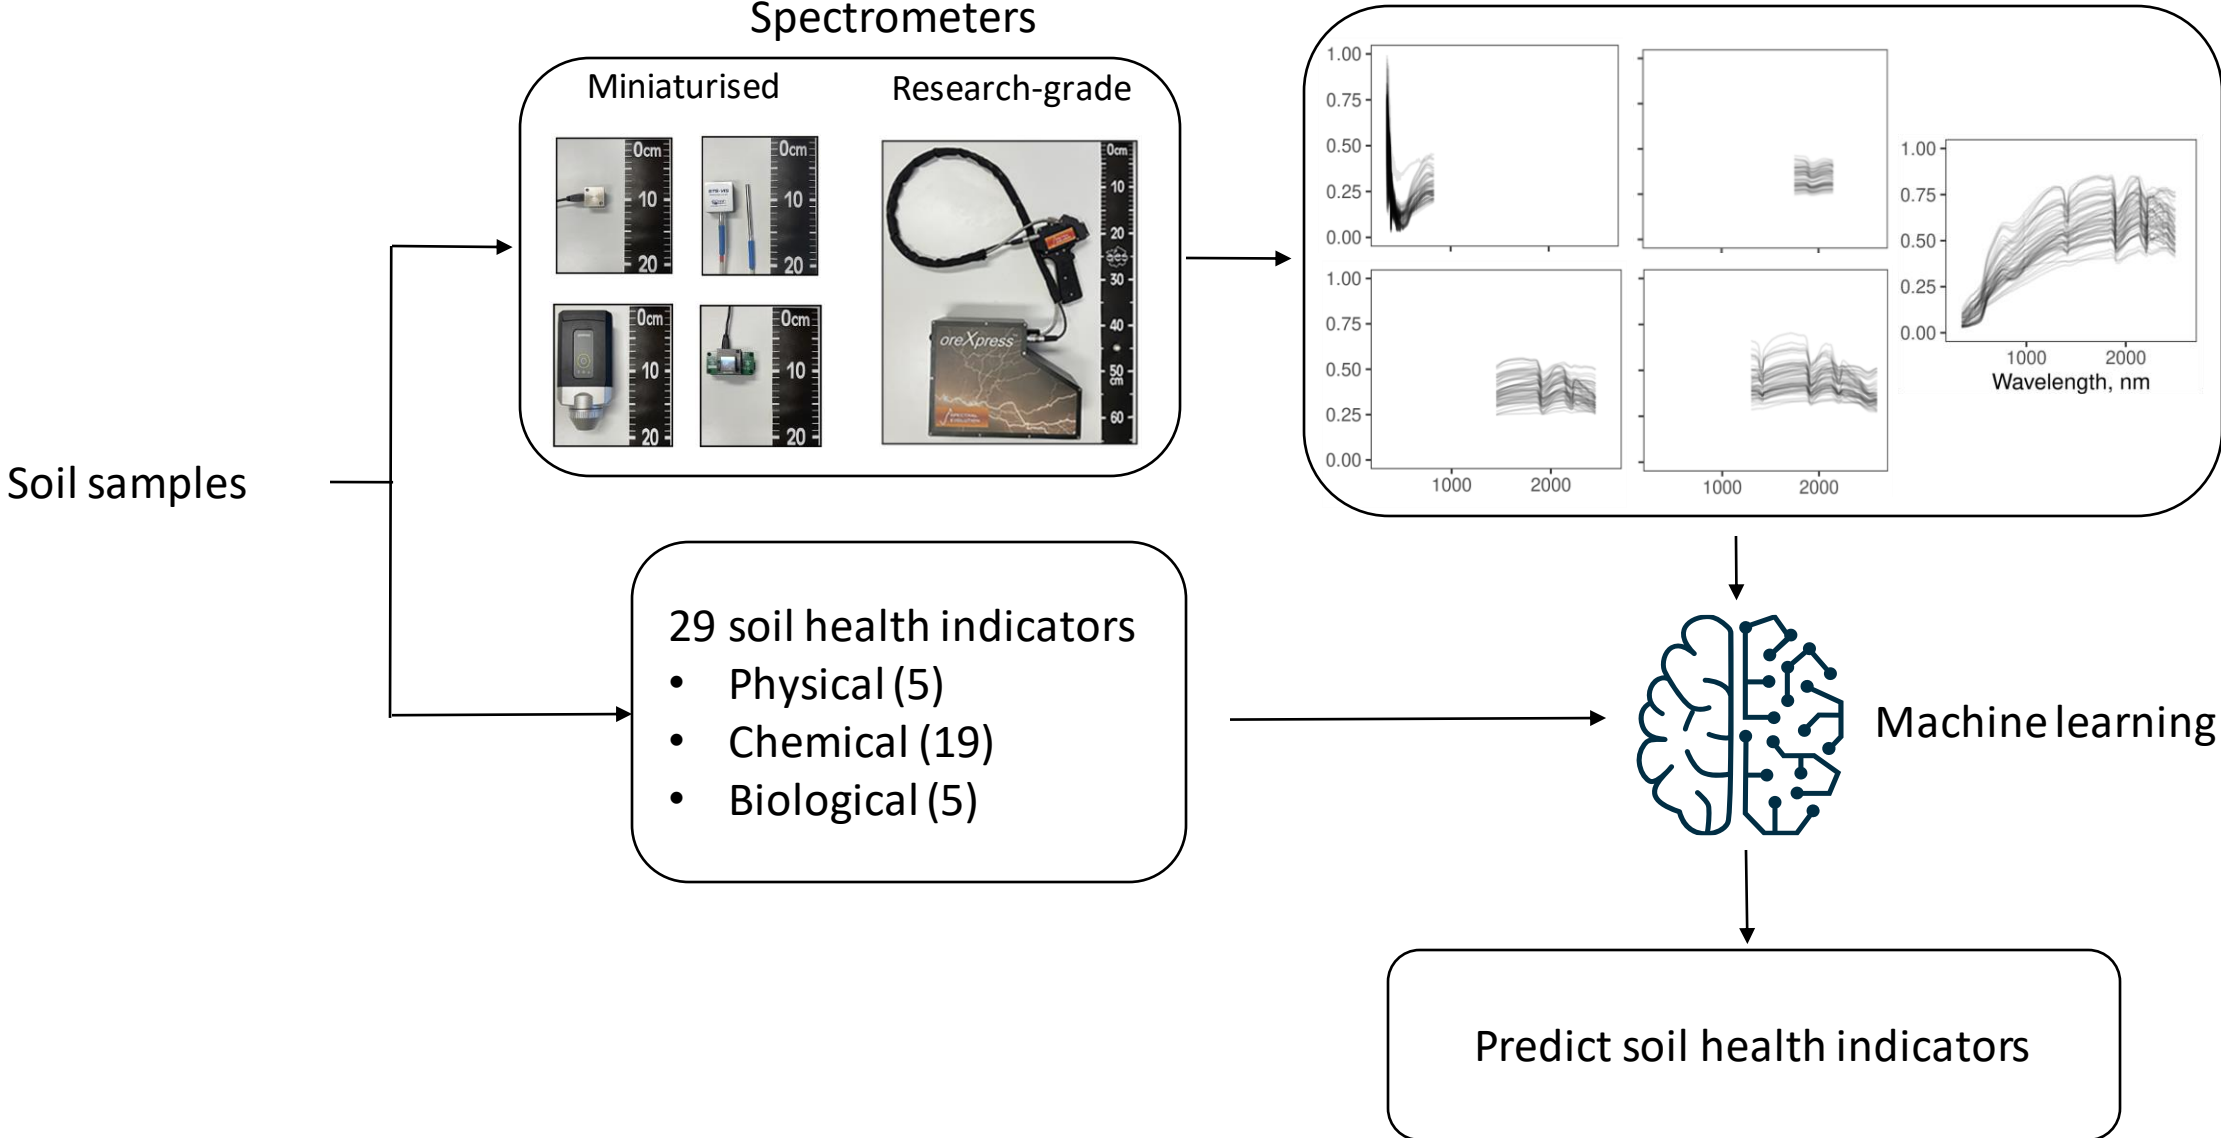 Spectrometers
Miniaturised
Research-grade
0cm
10
20
0cm
10
20
0cm
10
20
0cm
10
20
0cm
10
20
30
40
50
cm
60
oreXpress
SPECTRAL
EVOLUTION
1.00
0.75
0.50
0.25
0.00
1.00
0.75
0.50
0.25
0.00
1000
2000
1000
2000
1.00
0.75
0.50
0.25
0.00
1000
2000
Wavelength, nm
Soil samples
29 soil health indicators
• Physical (5)
• Chemical (19)
• Biological (5)
Machine learning
Predict soil health indicators